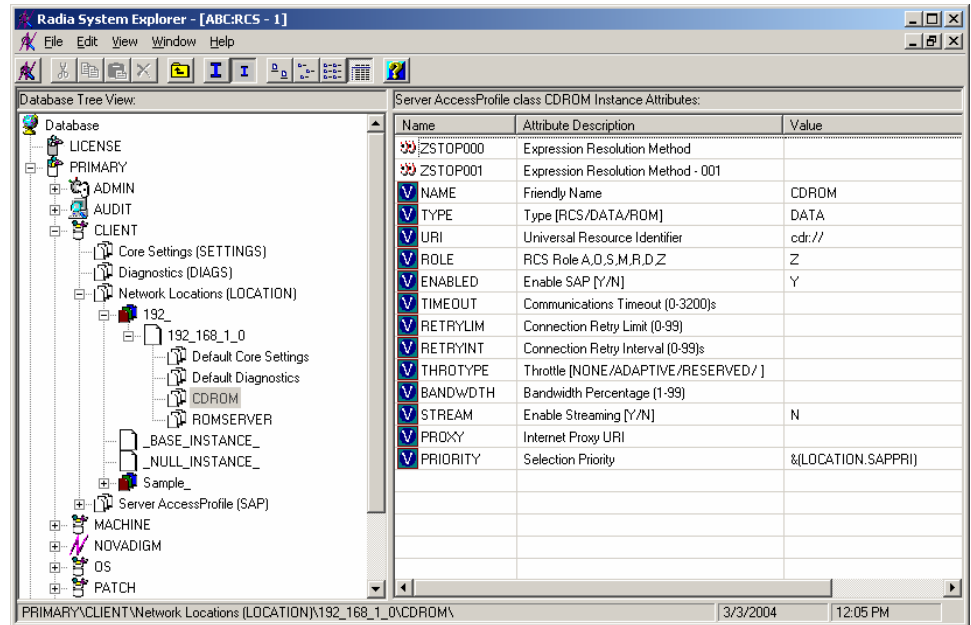 Radia System Explorer - [ABC:RCS - 1]
File Edit View Window Help
Database Tree View:
Server AccessProfile class CDROM Instance Attributes:
Database
LICENSE
PRIMARY
ADMIN
AUDIT
CLIENT
Core Settings (SETTINGS)
Diagnostics (DIAGS)
Network Locations (LOCATION)
192_
192_168_1_0
Default Core Settings
Default Diagnostics
CDROM
ROMSERVER
_BASE_INSTANCE_
_NULL_INSTANCE_
Sample_
Server AccessProfile (SAP)
MACHINE
NOVADIGM
OS
PATCH
Name Attribute Description Value
ZSTOP000 Expression Resolution Method
ZSTOP001 Expression Resolution Method - 001
V NAME Friendly Name CDROM
V TYPE Type [RCS/DATA/ROM] DATA
V URI Universal Resource Identifier cdr://
V ROLE RCS Role A,O,S,M,R,D,Z Z
V ENABLED Enable SAP [Y/N] Y
V TIMEOUT Communications Timeout (0-3200)s
V RETRYLIM Connection Retry Limit (0-99)
V RETRYINT Connection Retry Interval (0-99)s
V THROTYPE Throttle [NONE/ADAPTIVE/RESERVED/ ]
V BANDWDTH Bandwidth Percentage (1-99)
V STREAM Enable Streaming [Y/N] N
V PROXY Internet Proxy URI
V PRIORITY Selection Priority &(LOCATION.SAPPRI)
PRIMARY\CLIENT\Network Locations (LOCATION)\192_168_1_0\CDROM\ 3/3/2004 12:05 PM